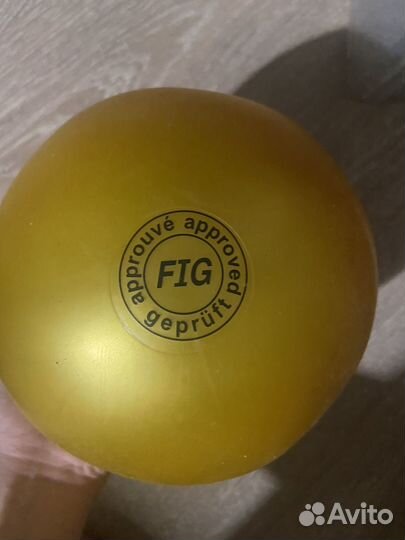 approuvé approved
FIG
geprüft
Avito